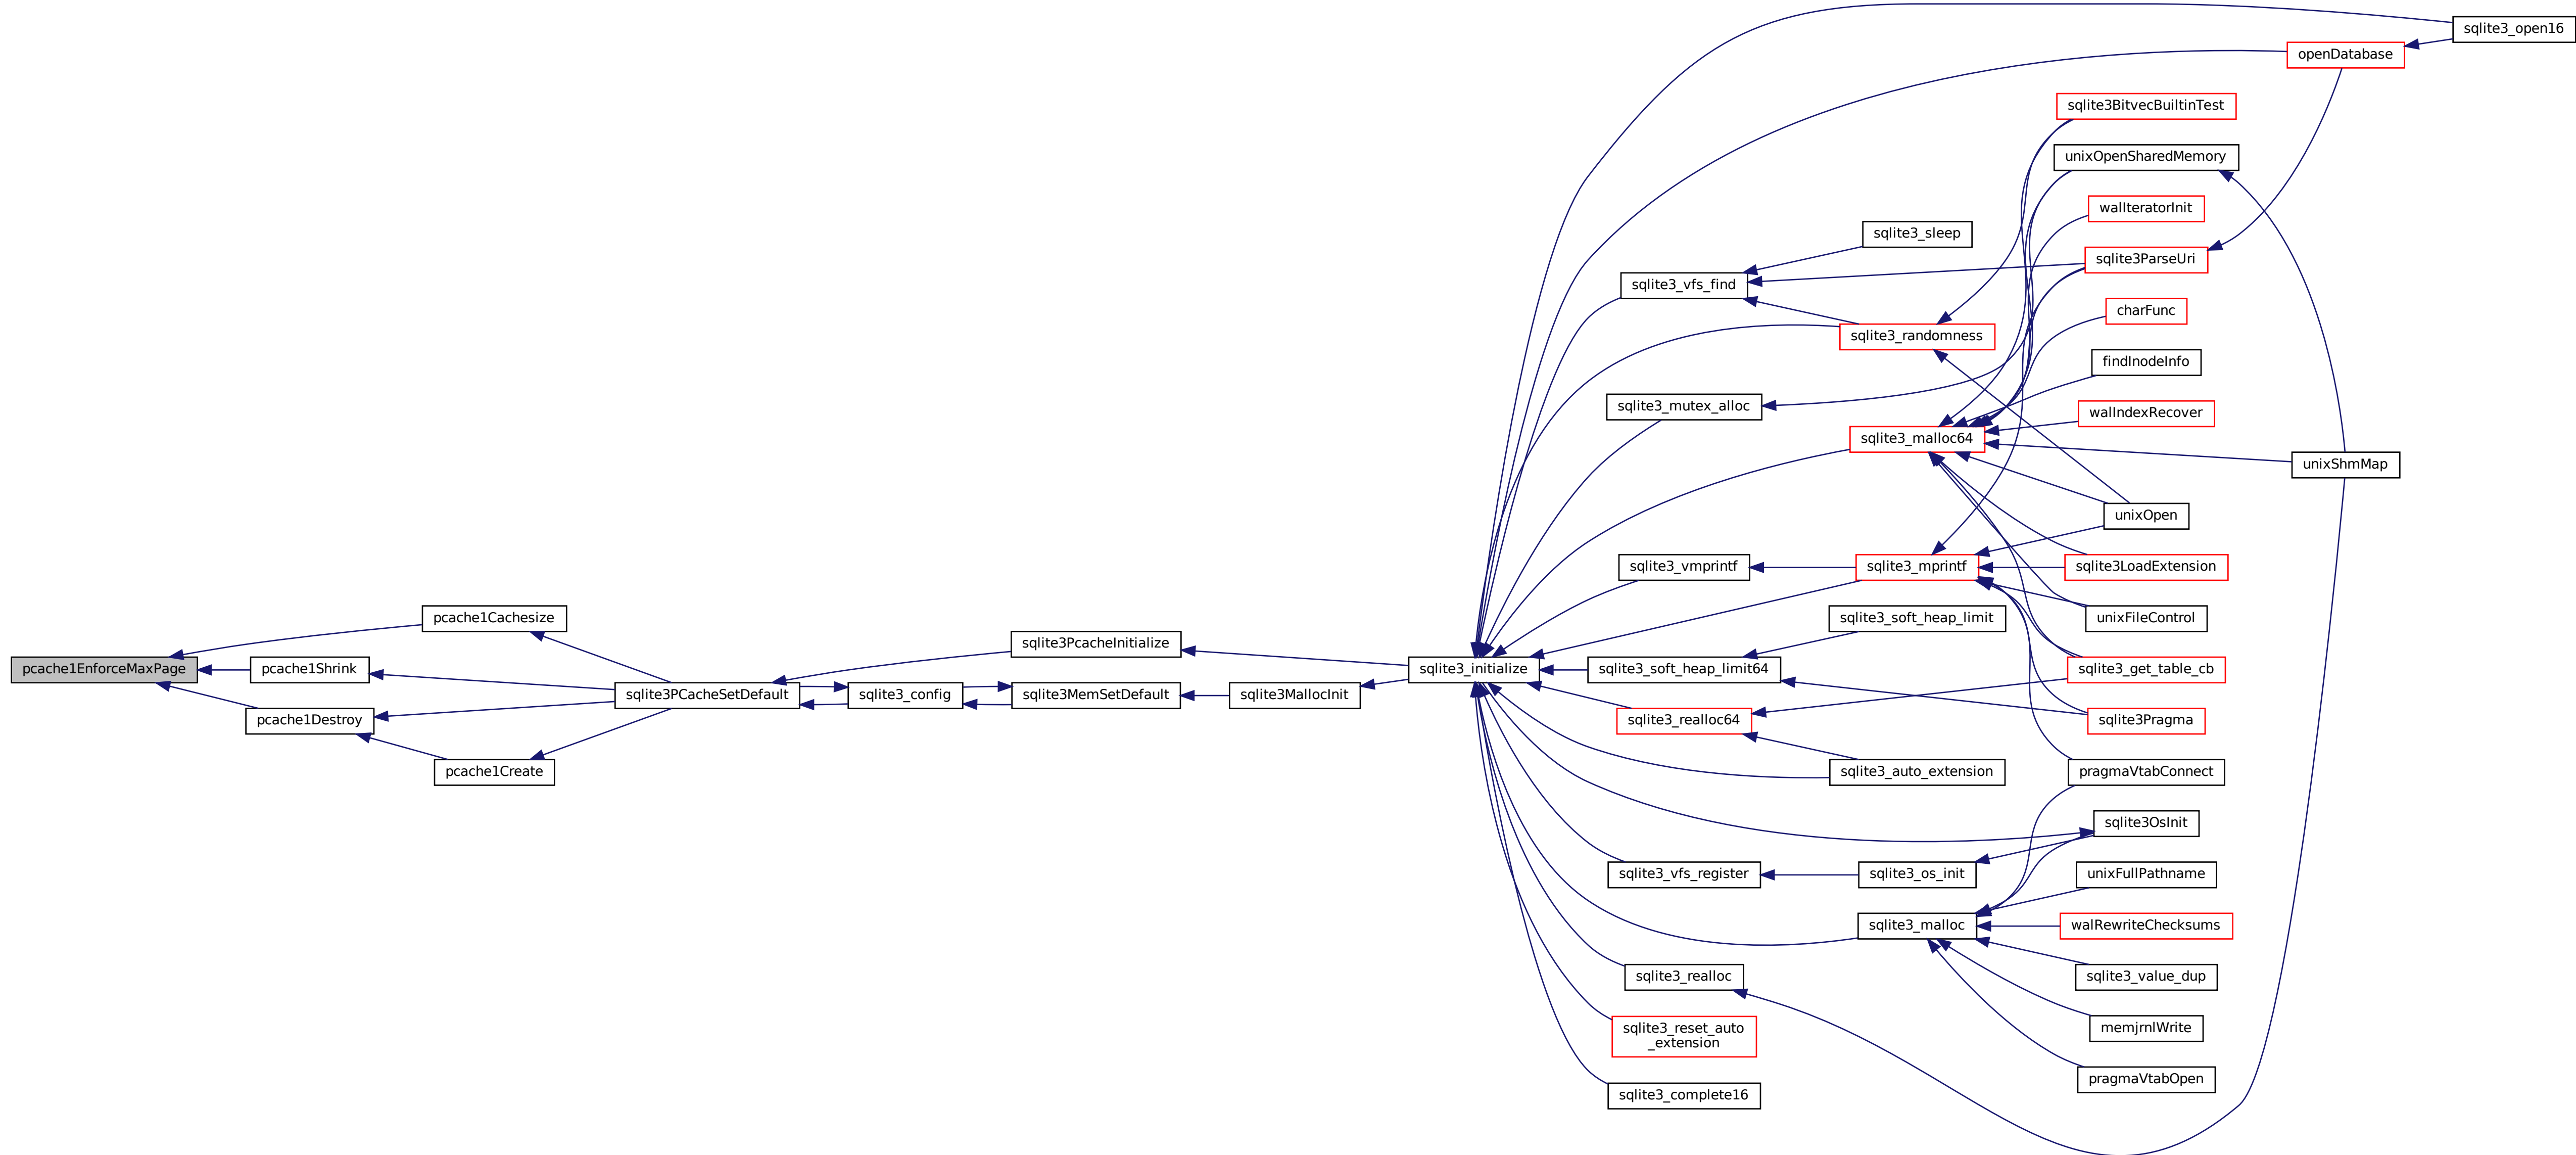 sqlite3_open16
openDatabase
sqlite3BitvecBuiltinTest
unixOpenSharedMemory
walIteratorInit
sqlite3_sleep
sqlite3ParseUri
sqlite3_vfs_find
charFunc
sqlite3_randomness
findInodeInfo
sqlite3_mutex_alloc
walIndexRecover
sqlite3_malloc64
unixShmMap
unixOpen
sqlite3_vmprintf
sqlite3_mprintf
sqlite3LoadExtension
pcache1Cachesize
sqlite3_soft_heap_limit
unixFileControl
sqlite3PcacheInitialize
pcache1EnforceMaxPage
pcache1Shrink
sqlite3_initialize
sqlite3_soft_heap_limit64
sqlite3_get_table_cb
sqlite3PCacheSetDefault
sqlite3_config
sqlite3MemSetDefault
sqlite3MallocInit
pcache1Destroy
sqlite3_realloc64
sqlite3Pragma
pcache1Create
sqlite3_auto_extension
pragmaVtabConnect
sqlite3OsInit
sqlite3_vfs_register
sqlite3_os_init
unixFullPathname
sqlite3_malloc
walRewriteChecksums
sqlite3_realloc
sqlite3_value_dup
sqlite3_reset_auto
_extension
memjrnlWrite
pragmaVtabOpen
sqlite3_complete16